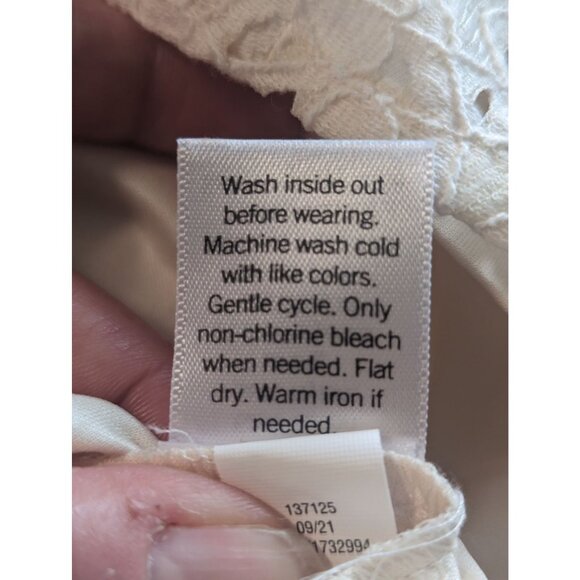 Wash inside out
before wearing.
Machine wash cold
with like colors.
Gentle cycle. Only
non-chlorine bleach
when needed. Flat
dry. Warm iron if
needed.
137125
09/21
1732994